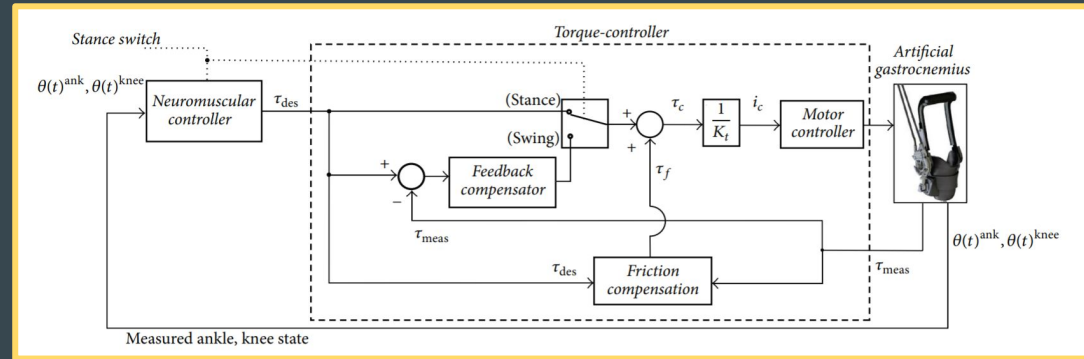 Torque-controller
Stance switch
Artificial
gastrocnemius
θ(t)^ank, θ(t)^knee
Neuromuscular
controller
τ_des
(Stance)
(Swing)
+
+
τ_c
1
K_t
i_c
Motor
controller
+
−
Feedback
compensator
τ_f
τ_meas
θ(t)^ank, θ(t)^knee
τ_des
Friction
compensation
τ_meas
Measured ankle, knee state